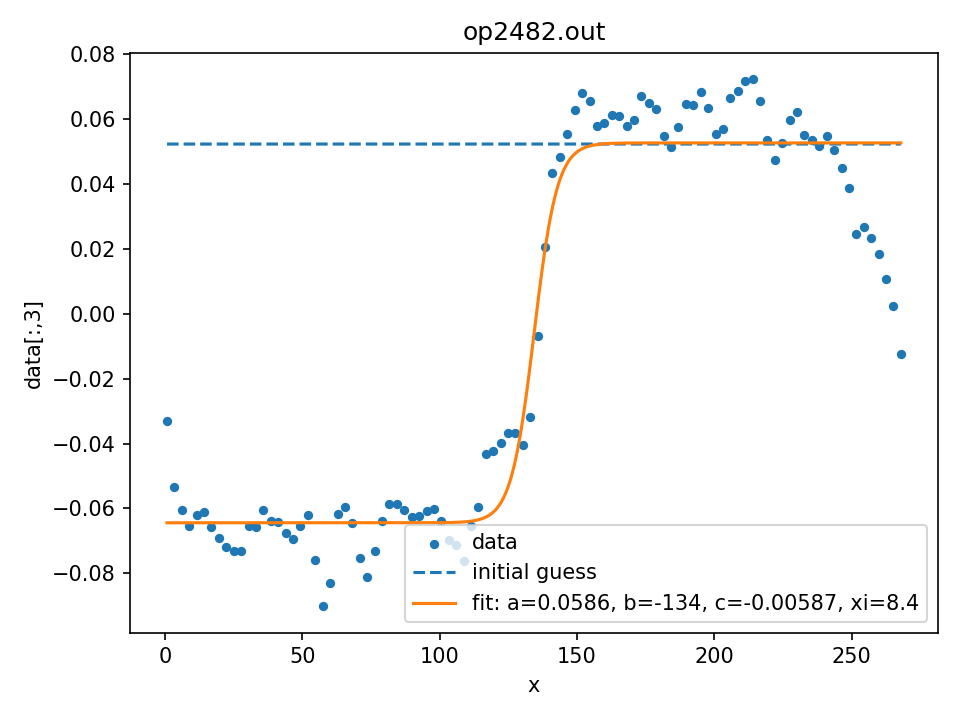 op2482.out
0.08
0.06
0.04
0.02
0.00
−0.02
−0.04
−0.06
−0.08
data[:,3]
data
initial guess
fit: a=0.0586, b=-134, c=-0.00587, xi=8.4
0 50 100 150 200 250
x